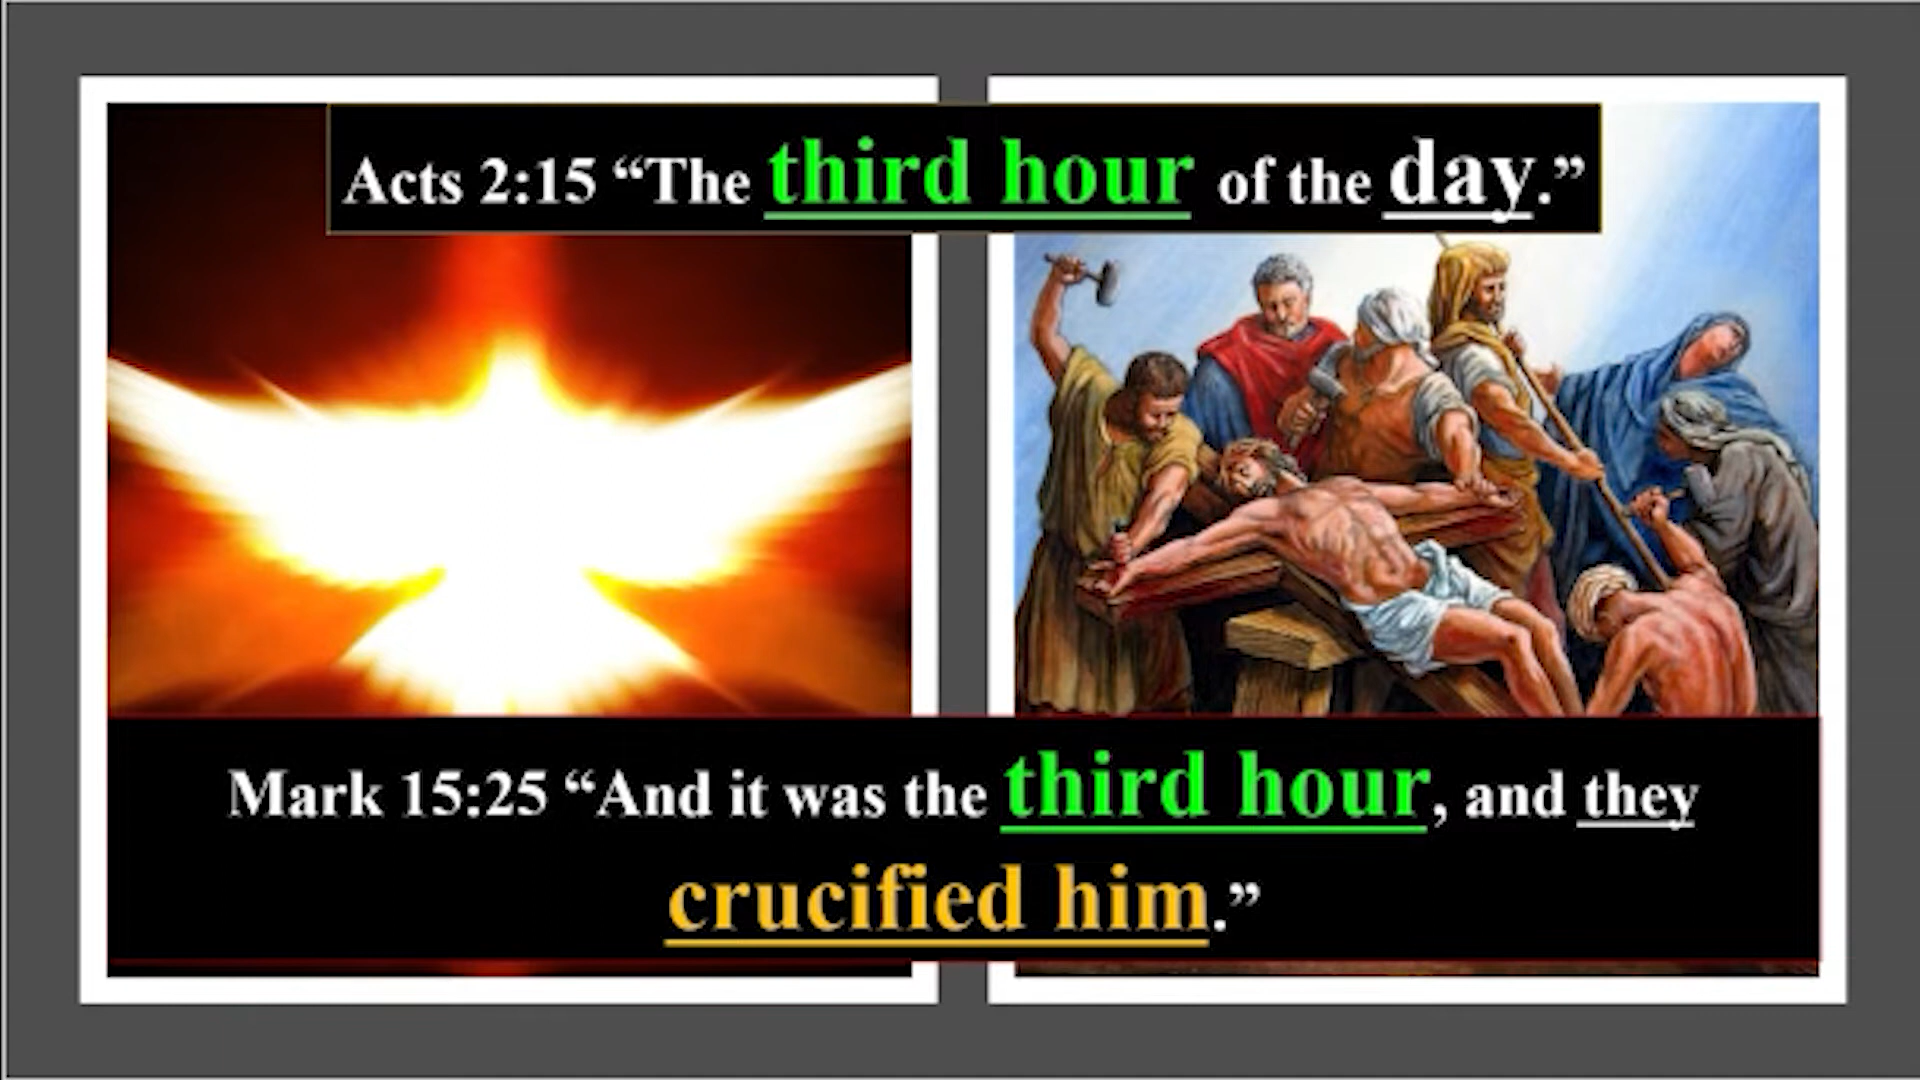 Acts 2:15 “The third hour of the day.”
Mark 15:25 “And it was the third hour, and they
crucified him.”